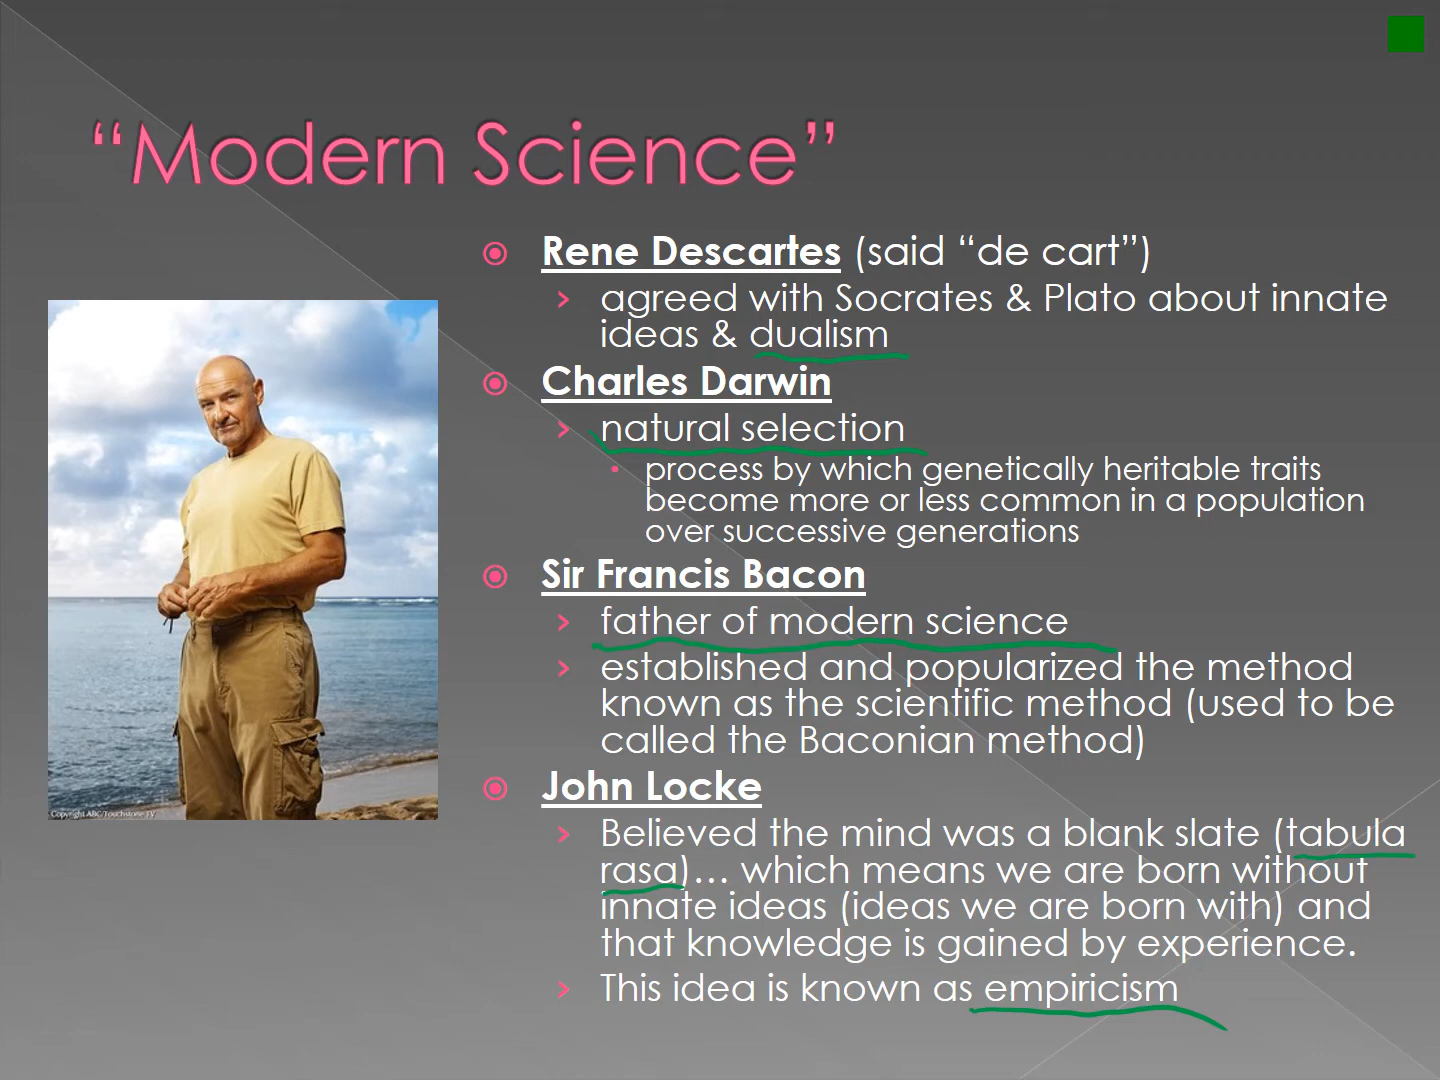 “Modern Science”
Rene Descartes (said “de cart”)
agreed with Socrates & Plato about innate
ideas & dualism
Charles Darwin
natural selection
process by which genetically heritable traits
become more or less common in a population
over successive generations
Sir Francis Bacon
father of modern science
established and popularized the method
known as the scientific method (used to be
called the Baconian method)
John Locke
Believed the mind was a blank slate (tabula
rasa)… which means we are born without
innate ideas (ideas we are born with) and
that knowledge is gained by experience.
This idea is known as empiricism
Copyright ABC/Touchstone TV